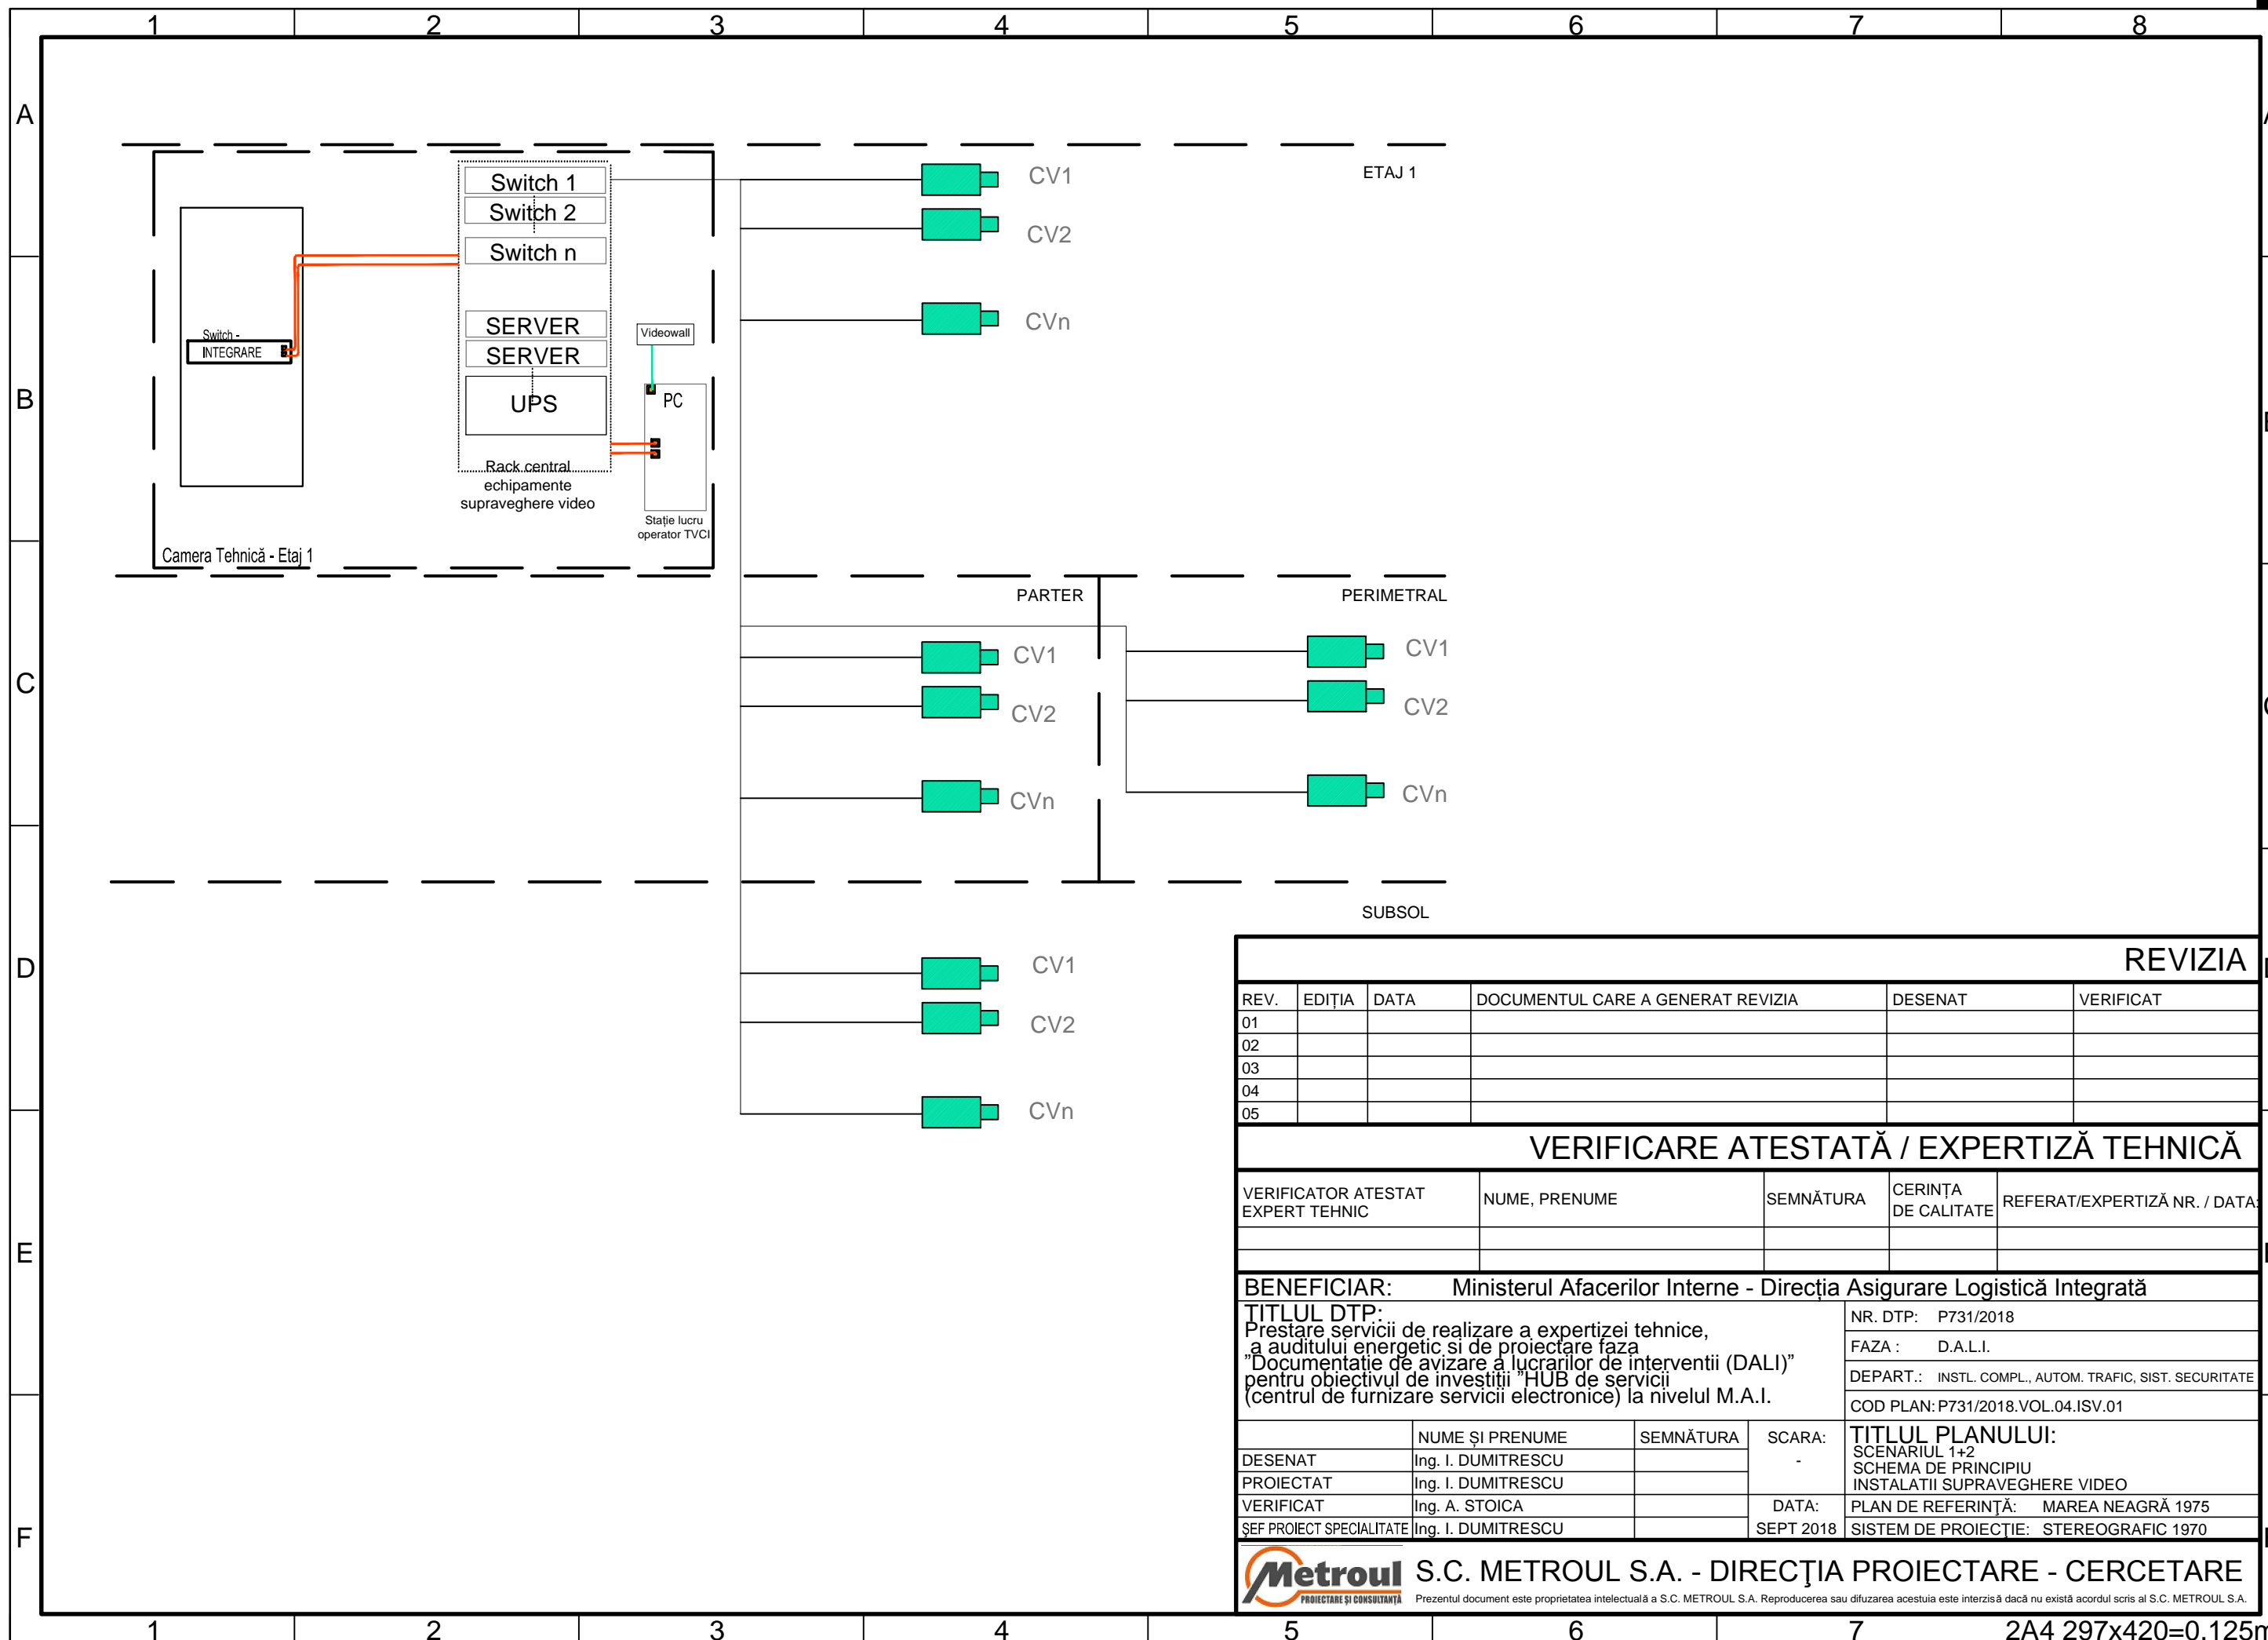 1 2 3 4 5 6 7 8
A
ETAJ 1
Switch 1
Switch 2
Switch n
SERVER
SERVER
UPS
Rack central
echipamente
supraveghere video
Switch -
INTEGRARE
Videowall
PC
Stație lucru
operator TVCI
Camera Tehnică - Etaj 1
CV1
CV2
CVn
B
PARTER
PERIMETRAL
C
CV1
CV2
CVn
CV1
CV2
CVn
SUBSOL
D
CV1
CV2
CVn
E
F
REVIZIA
REV. EDIȚIA DATA DOCUMENTUL CARE A GENERAT REVIZIA DESENAT VERIFICAT
01
02
03
04
05
VERIFICARE ATESTATĂ / EXPERTIZĂ TEHNICĂ
VERIFICATOR ATESTAT
EXPERT TEHNIC
NUME, PRENUME
SEMNĂTURA
CERINȚA
DE CALITATE
REFERAT/EXPERTIZĂ NR. / DATA:
BENEFICIAR: Ministerul Afacerilor Interne - Direcția Asigurare Logistică Integrată
TITLUL DTP:
Prestare servicii de realizare a expertizei tehnice,
a auditului energetic si de proiectare faza
"Documentație de avizare a lucrarilor de interventii (DALI)"
pentru obiectivul de investiții "HUB de servicii
(centrul de furnizare servicii electronice) la nivelul M.A.I.
NR. DTP: P731/2018
FAZA : D.A.L.I.
DEPART.: INSTL. COMPL., AUTOM. TRAFIC, SIST. SECURITATE
COD PLAN: P731/2018.VOL.04.ISV.01
NUME ȘI PRENUME SEMNĂTURA SCARA:
-
DESENAT Ing. I. DUMITRESCU
PROIECTAT Ing. I. DUMITRESCU
VERIFICAT Ing. A. STOICA
ȘEF PROIECT SPECIALITATE Ing. I. DUMITRESCU
DATA:
SEPT 2018
TITLUL PLANULUI:
SCENARIUL 1+2
SCHEMA DE PRINCIPIU
INSTALATII SUPRAVEGHERE VIDEO
PLAN DE REFERINȚĂ: MAREA NEAGRĂ 1975
SISTEM DE PROIECȚIE: STEREOGRAFIC 1970
Metroul
PROIECTARE ȘI CONSULTANȚĂ
S.C. METROUL S.A. - DIRECŢIA PROIECTARE - CERCETARE
Prezentul document este proprietatea intelectuală a S.C. METROUL S.A. Reproducerea sau difuzarea acestuia este interzisă dacă nu există acordul scris al S.C. METROUL S.A.
1 2 3 4 5 6 7
2A4 297x420=0.125